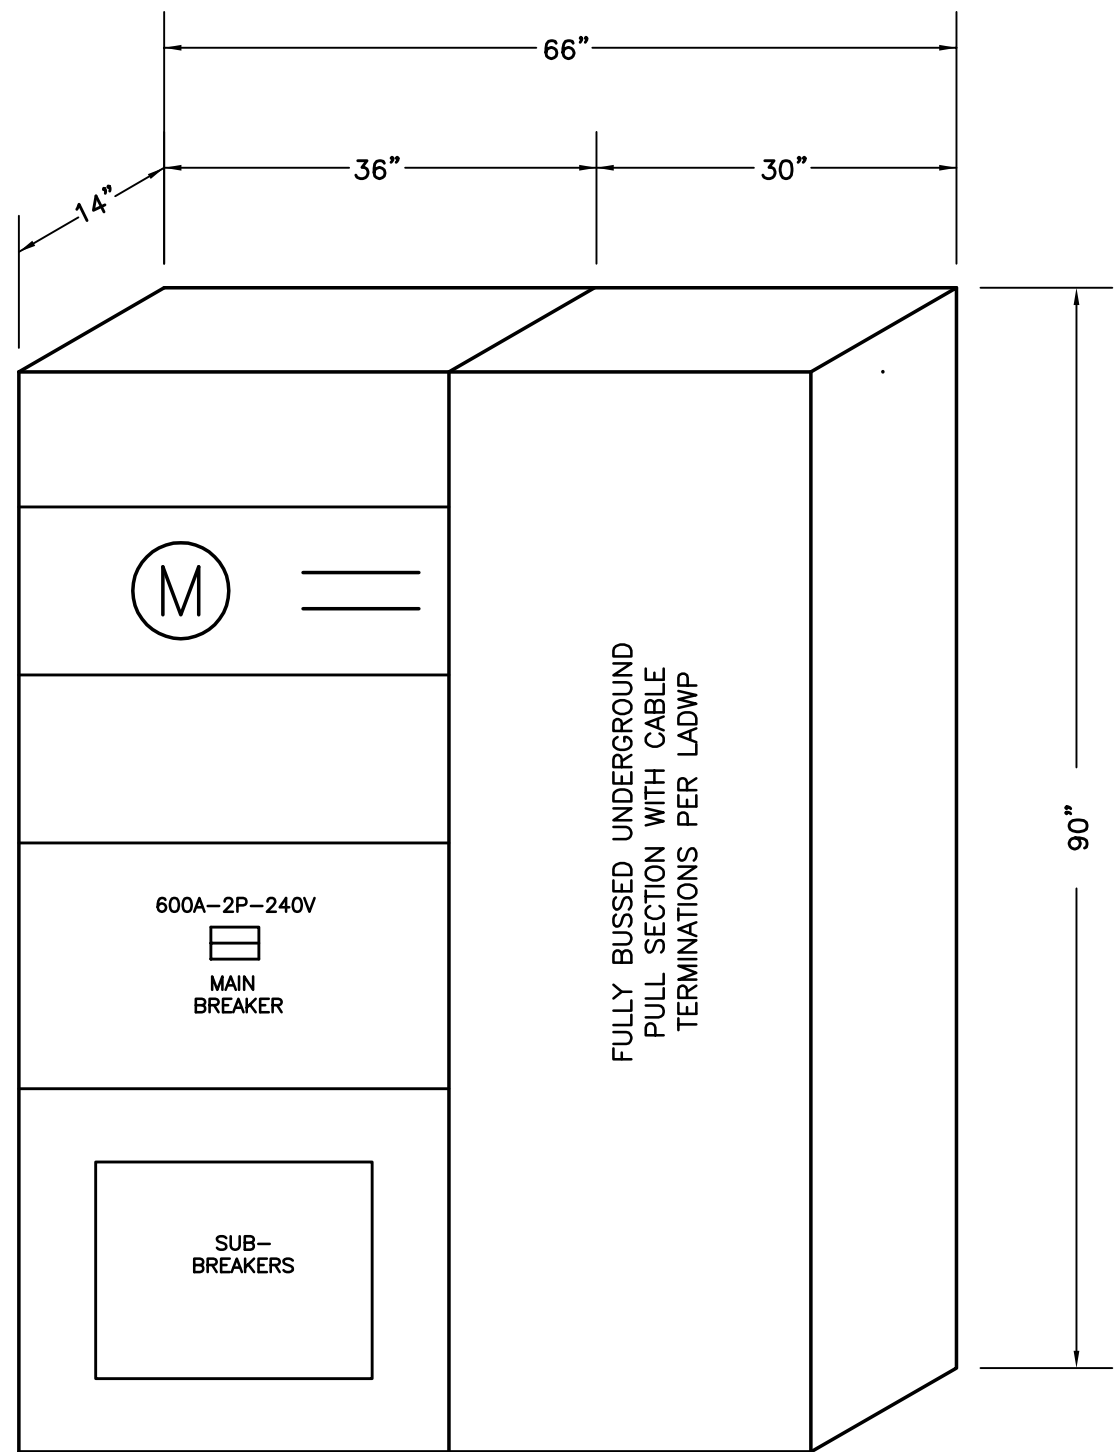 66”
36”
30”
14”
M
600A-2P-240V
MAIN
BREAKER
SUB-
BREAKERS
FULLY BUSSED UNDERGROUND
PULL SECTION WITH CABLE
TERMINATIONS PER LADWP
90”